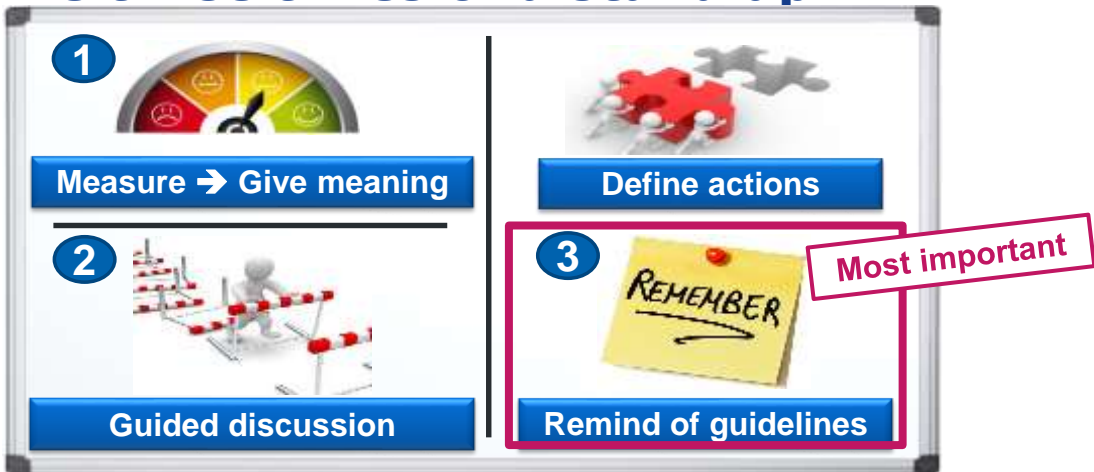 1
Measure ➔ Give meaning
Define actions
2
Guided discussion
3
REMEMBER
Most important
Remind of guidelines